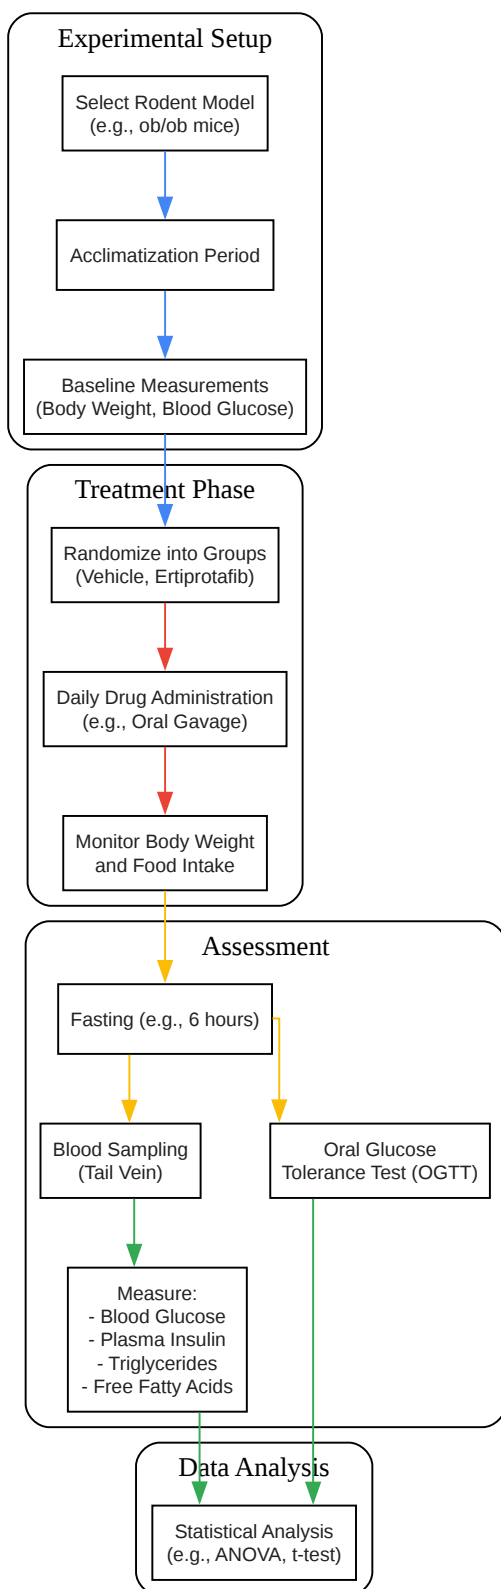 Experimental Setup
Select Rodent Model
(e.g., ob/ob mice)
Acclimatization Period
Baseline Measurements
(Body Weight, Blood Glucose)
Treatment Phase
Randomize into Groups
(Vehicle, Ertiprotafib)
Daily Drug Administration
(e.g., Oral Gavage)
Monitor Body Weight
and Food Intake
Assessment
Fasting (e.g., 6 hours)
Blood Sampling
(Tail Vein)
Oral Glucose
Tolerance Test (OGTT)
Measure:
- Blood Glucose
- Plasma Insulin
- Triglycerides
- Free Fatty Acids
Data Analysis
Statistical Analysis
(e.g., ANOVA, t-test)